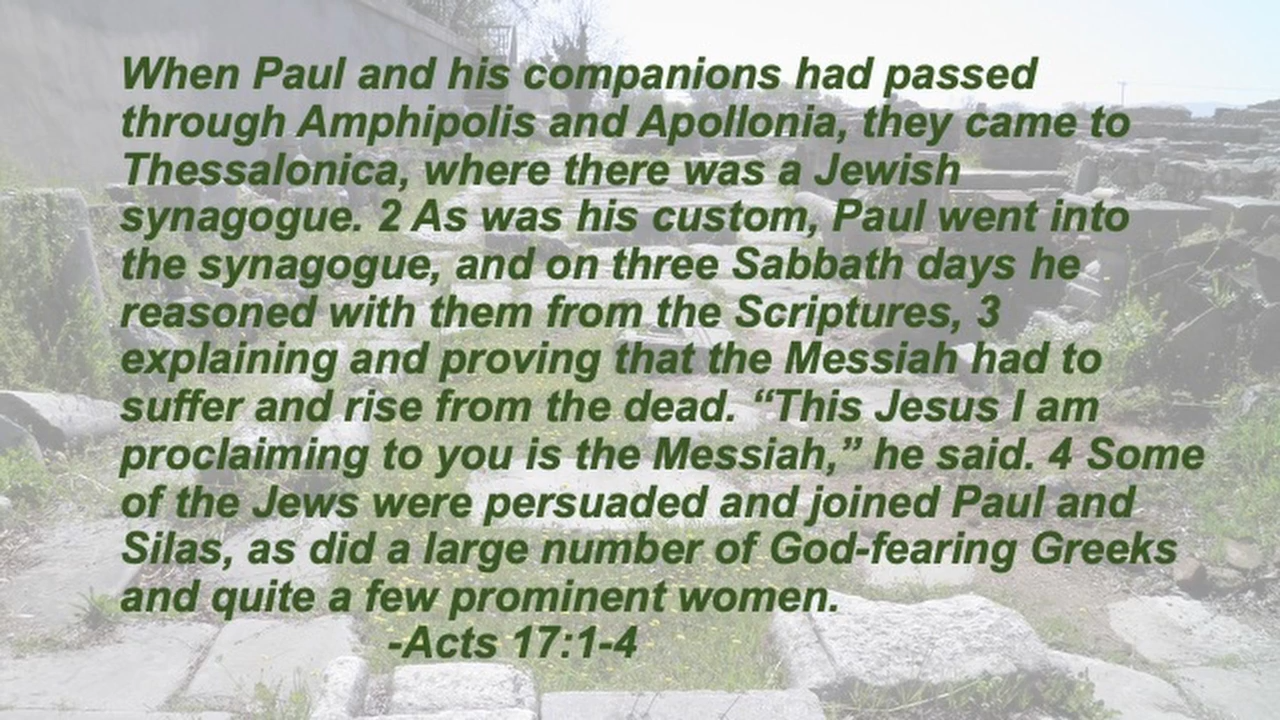 When Paul and his companions had passed
through Amphipolis and Apollonia, they came to
Thessalonica, where there was a Jewish
synagogue. 2 As was his custom, Paul went into
the synagogue, and on three Sabbath days he
reasoned with them from the Scriptures, 3
explaining and proving that the Messiah had to
suffer and rise from the dead. “This Jesus I am
proclaiming to you is the Messiah,” he said. 4 Some
of the Jews were persuaded and joined Paul and
Silas, as did a large number of God-fearing Greeks
and quite a few prominent women.
-Acts 17:1-4